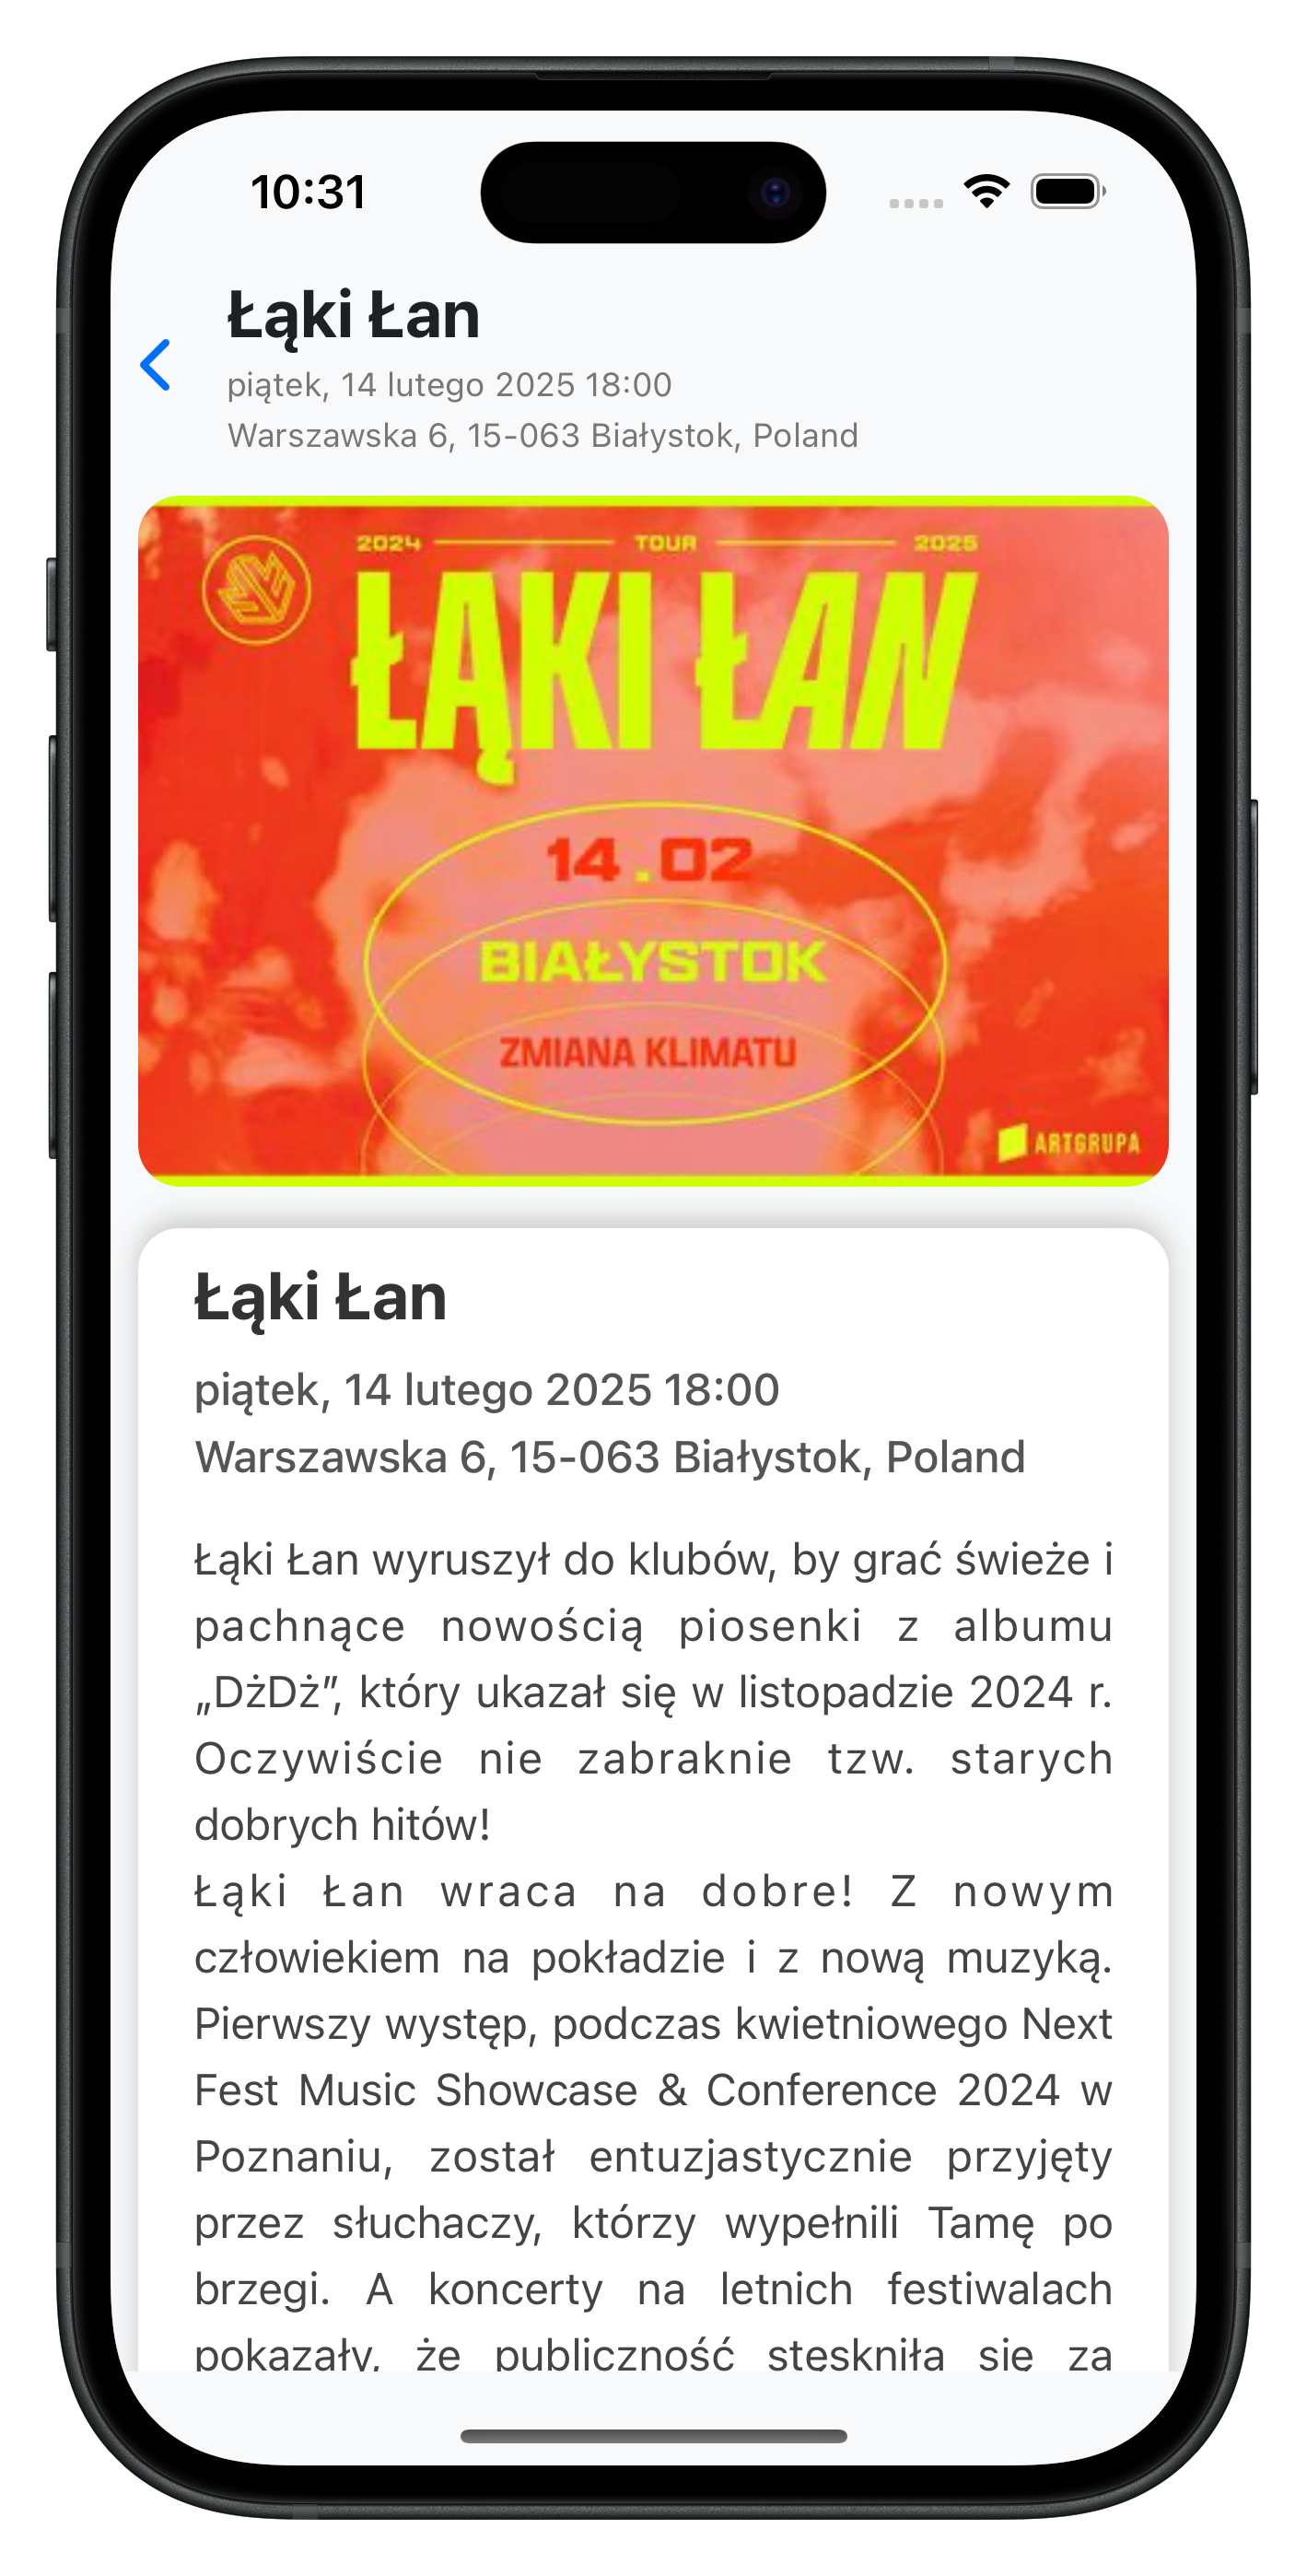 10:31
Łąki Łan
piątek, 14 lutego 2025 18:00
Warszawska 6, 15-063 Białystok, Poland
2024 TOUR 2025
ŁĄKI ŁAN
14.02
BIAŁYSTOK
ZMIANA KLIMATU
ARTGRUPA
Łąki Łan
piątek, 14 lutego 2025 18:00
Warszawska 6, 15-063 Białystok, Poland
Łąki Łan wyruszył do klubów, by grać świeże i
pachnące nowością piosenki z albumu
„DżDż”, który ukazał się w listopadzie 2024 r.
Oczywiście nie zabraknie tzw. starych
dobrych hitów!
Łąki Łan wraca na dobre! Z nowym
człowiekiem na pokładzie i z nową muzyką.
Pierwszy występ, podczas kwietniowego Next
Fest Music Showcase & Conference 2024 w
Poznaniu, został entuzjastycznie przyjęty
przez słuchaczy, którzy wypełnili Tamę po
brzegi. A koncerty na letnich festiwalach
pokazały, że publiczność stęskniła się za